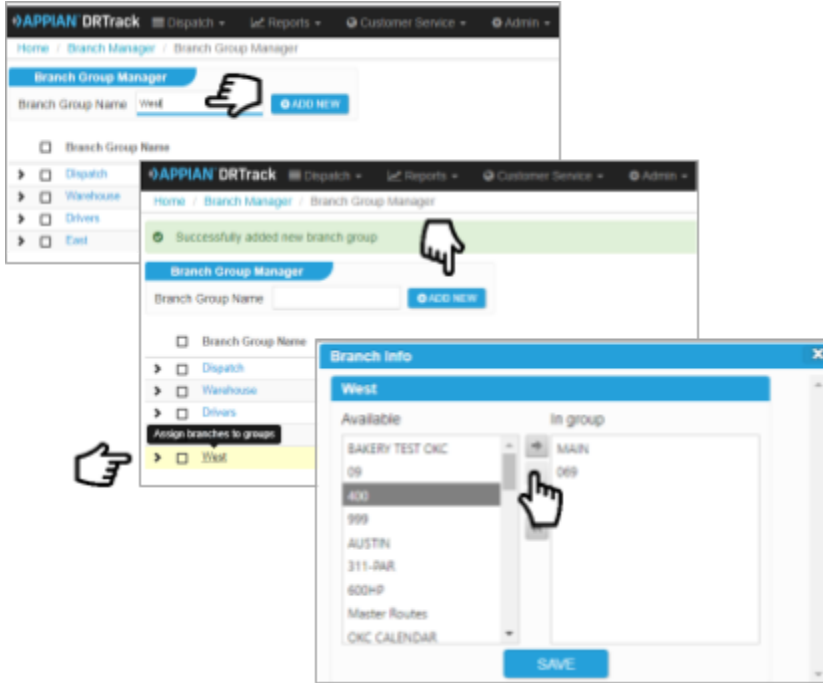 APPIAN DRTrack Dispatch Reports Customer Service Admin
Home / Branch Manager / Branch Group Manager
Branch Group Manager
Branch Group Name West ADD NEW
Branch Group Name
Dispatch
Warehouse
Drivers
East
APPIAN DRTrack Dispatch Reports Customer Service Admin
Home / Branch Manager / Branch Group Manager
Successfully added new branch group
Branch Group Manager
Branch Group Name ADD NEW
Branch Group Name
Dispatch
Warehouse
Drivers
Assign branches to groups
West
Branch Info
West
Available In group
BAKERY TEST OKC MAIN
09 069
400
999
AUSTIN
311-PAR
600HP
Master Routes
OKC CALENDAR
SAVE